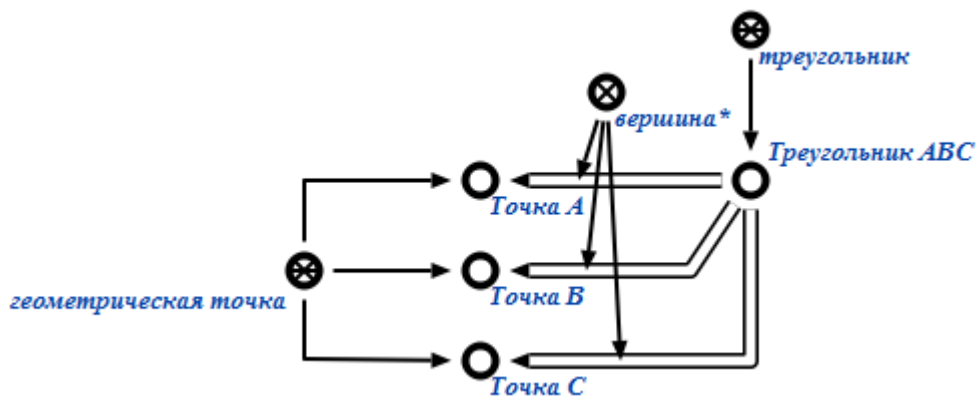 треугольник
вершина*
Треугольник ABC
Точка A
геометрическая точка
Точка B
Точка C